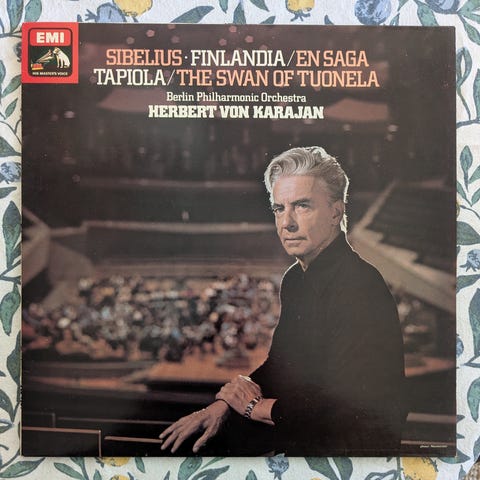 EMI
HIS MASTER'S VOICE
SIBELIUS · FINLANDIA/EN SAGA
TAPIOLA/THE SWAN OF TUONELA
Berlin Philharmonic Orchestra
HERBERT VON KARAJAN